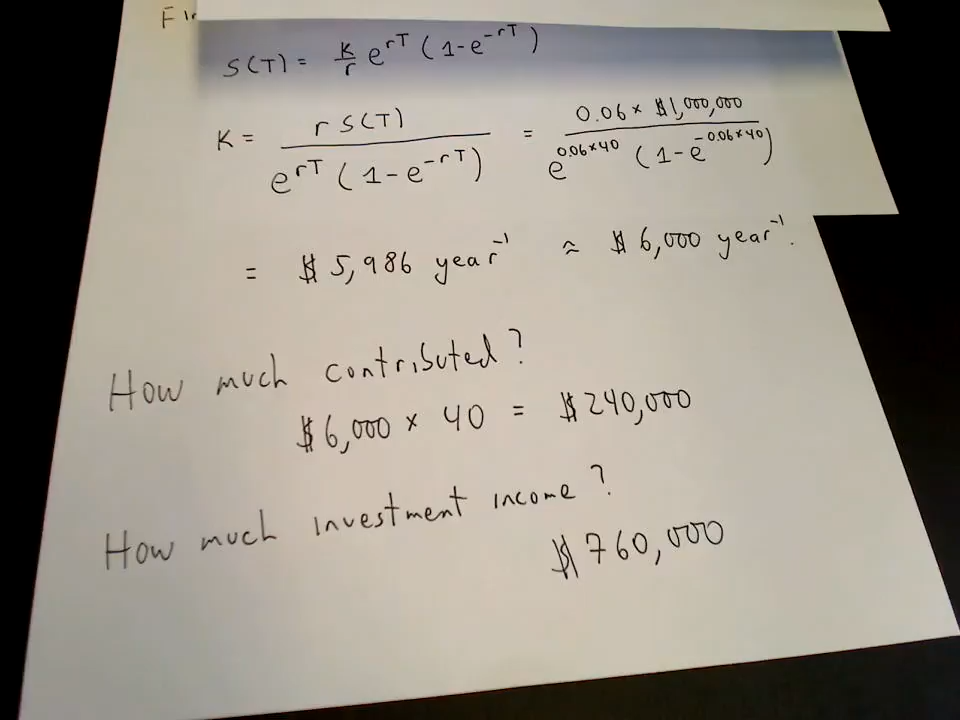 S(T) = K/r e^rT (1-e^-rT)
K = r S(T) / e^rT (1-e^-rT) = 0.06 × $1,000,000 / e^0.06×40 (1-e^-0.06×40)
= $5,986 year^-1 ≈ $6,000 year^-1.
How much contributed?
$6,000 × 40 = $240,000
How much investment income?
$760,000